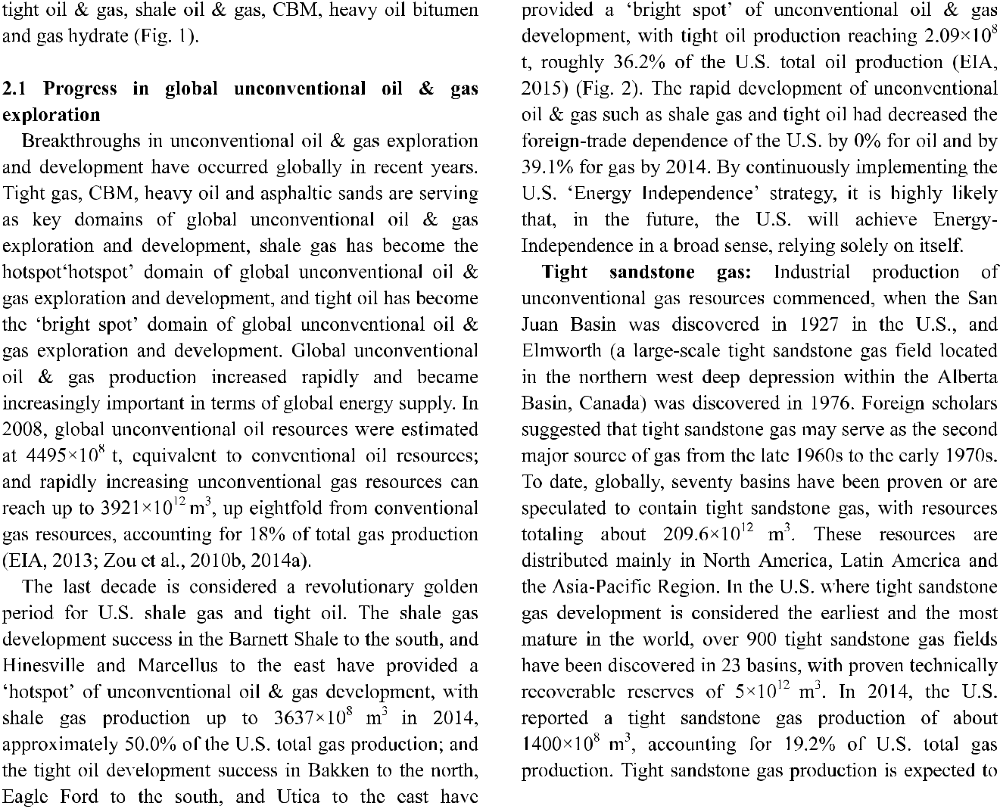 tight oil & gas, shale oil & gas, CBM, heavy oil bitumen
and gas hydrate (Fig. 1).
2.1 Progress in global unconventional oil & gas
exploration
Breakthroughs in unconventional oil & gas exploration
and development have occurred globally in recent years.
Tight gas, CBM, heavy oil and asphaltic sands are serving
as key domains of global unconventional oil & gas
exploration and development, shale gas has become the
hotspot‘hotspot’ domain of global unconventional oil &
gas exploration and development, and tight oil has become
the ‘bright spot’ domain of global unconventional oil &
gas exploration and development. Global unconventional
oil & gas production increased rapidly and became
increasingly important in terms of global energy supply. In
2008, global unconventional oil resources were estimated
at 4495×10⁸ t, equivalent to conventional oil resources;
and rapidly increasing unconventional gas resources can
reach up to 3921×10¹² m³, up eightfold from conventional
gas resources, accounting for 18% of total gas production
(EIA, 2013; Zou et al., 2010b, 2014a).
The last decade is considered a revolutionary golden
period for U.S. shale gas and tight oil. The shale gas
development success in the Barnett Shale to the south, and
Hinesville and Marcellus to the east have provided a
‘hotspot’ of unconventional oil & gas development, with
shale gas production up to 3637×10⁸ m³ in 2014,
approximately 50.0% of the U.S. total gas production; and
the tight oil development success in Bakken to the north,
Eagle Ford to the south, and Utica to the east have
provided a ‘bright spot’ of unconventional oil & gas
development, with tight oil production reaching 2.09×10⁸
t, roughly 36.2% of the U.S. total oil production (EIA,
2015) (Fig. 2). The rapid development of unconventional
oil & gas such as shale gas and tight oil had decreased the
foreign-trade dependence of the U.S. by 0% for oil and by
39.1% for gas by 2014. By continuously implementing the
U.S. ‘Energy Independence’ strategy, it is highly likely
that, in the future, the U.S. will achieve Energy-
Independence in a broad sense, relying solely on itself.
Tight sandstone gas: Industrial production of
unconventional gas resources commenced, when the San
Juan Basin was discovered in 1927 in the U.S., and
Elmworth (a large-scale tight sandstone gas field located
in the northern west deep depression within the Alberta
Basin, Canada) was discovered in 1976. Foreign scholars
suggested that tight sandstone gas may serve as the second
major source of gas from the late 1960s to the early 1970s.
To date, globally, seventy basins have been proven or are
speculated to contain tight sandstone gas, with resources
totaling about 209.6×10¹² m³. These resources are
distributed mainly in North America, Latin America and
the Asia-Pacific Region. In the U.S. where tight sandstone
gas development is considered the earliest and the most
mature in the world, over 900 tight sandstone gas fields
have been discovered in 23 basins, with proven technically
recoverable reserves of 5×10¹² m³. In 2014, the U.S.
reported a tight sandstone gas production of about
1400×10⁸ m³, accounting for 19.2% of U.S. total gas
production. Tight sandstone gas production is expected to